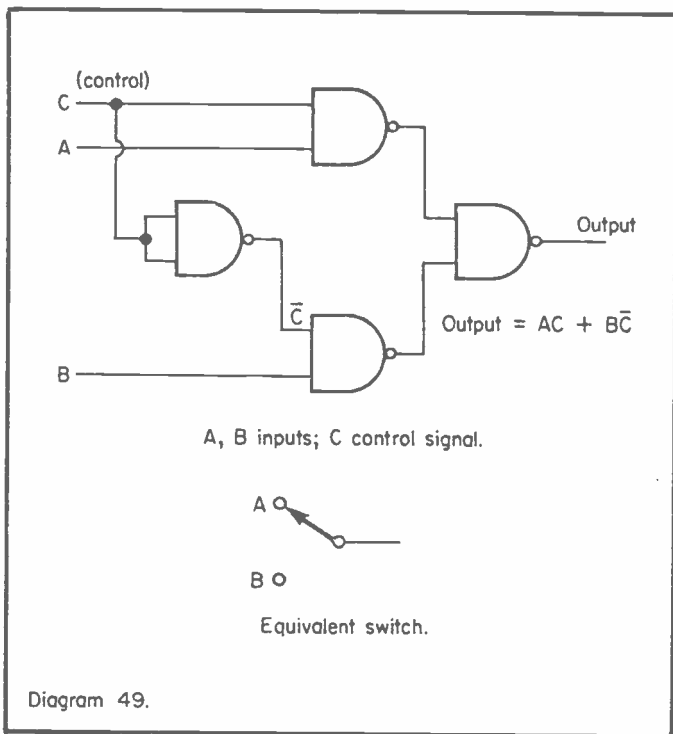 (control)
C
A
C̅
B
Output
Output = AC + BC̅
A, B inputs; C control signal.
A
B
Equivalent switch.
Diagram 49.